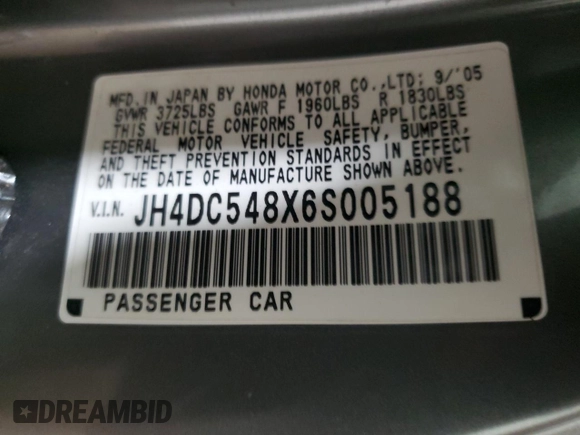 MFD. IN JAPAN BY HONDA MOTOR CO., LTD: 9/'05
GVWR 3725LBS GAWR F 1960LBS R 1830LBS
THIS VEHICLE CONFORMS TO ALL APPLICABLE
FEDERAL MOTOR VEHICLE SAFETY, BUMPER,
AND THEFT PREVENTION STANDARDS IN EFFECT
ON THE DATE OF MANUFACTURE SHOWN ABOVE.
V.I.N. JH4DC548X6S005188
PASSENGER CAR
DREAMBID